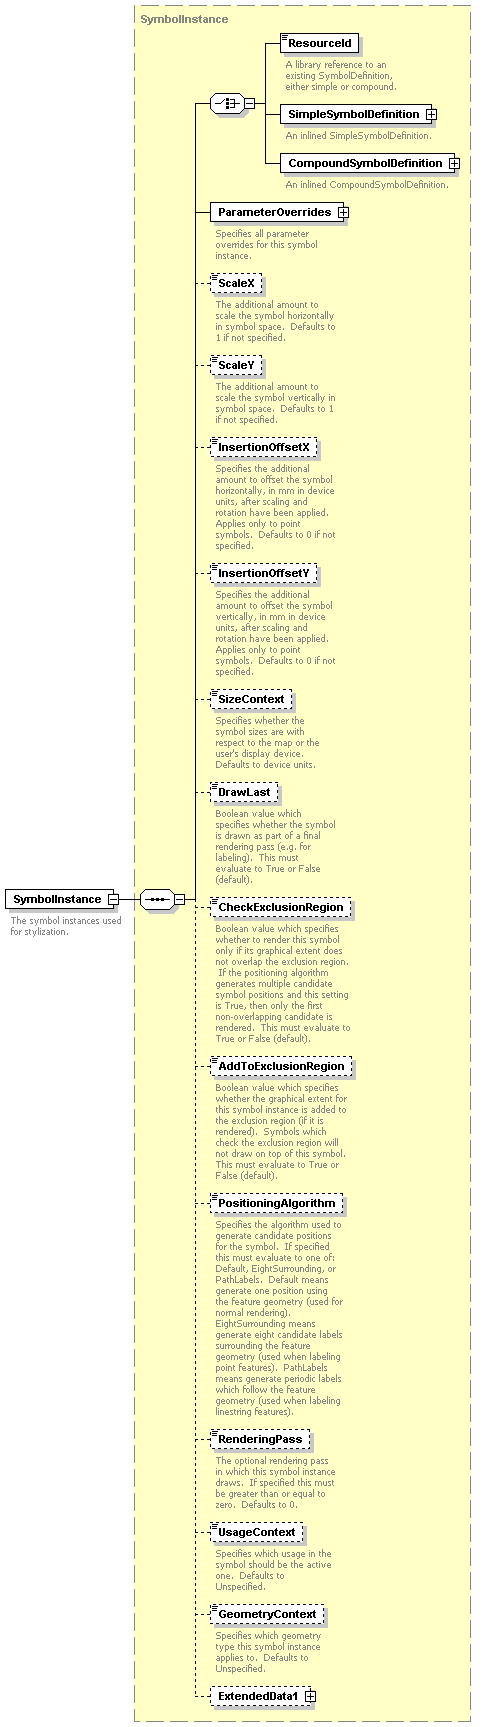 SymbolInstance
ResourceId
A library reference to an
existing SymbolDefinition,
either simple or compound.
SimpleSymbolDefinition
An inlined SimpleSymbolDefinition.
CompoundSymbolDefinition
An inlined CompoundSymbolDefinition.
ParameterOverrides
Specifies all parameter
overrides for this symbol
instance.
ScaleX
The additional amount to
scale the symbol horizontally
in symbol space.  Defaults to
1 if not specified.
ScaleY
The additional amount to
scale the symbol vertically in
symbol space.  Defaults to 1
if not specified.
InsertionOffsetX
Specifies the additional
amount to offset the symbol
horizontally, in mm in device
units, after scaling and
rotation have been applied.
Applies only to point
symbols.  Defaults to 0 if not
specified.
InsertionOffsetY
Specifies the additional
amount to offset the symbol
vertically, in mm in device
units, after scaling and
rotation have been applied.
Applies only to point
symbols.  Defaults to 0 if not
specified.
SizeContext
Specifies whether the
symbol sizes are with
respect to the map or the
user's display device.
Defaults to device units.
DrawLast
Boolean value which
specifies whether the symbol
is drawn as part of a final
rendering pass (e.g. for
labeling).  This must
evaluate to True or False
(default).
SymbolInstance
The symbol instances used
for stylization.
CheckExclusionRegion
Boolean value which specifies
whether to render this symbol
only if its graphical extent does
not overlap the exclusion region.
If the positioning algorithm
generates multiple candidate
symbol positions and this setting
is True, then only the first
non-overlapping candidate is
rendered.  This must evaluate to
True or False (default).
AddToExclusionRegion
Boolean value which specifies
whether the graphical extent for
this symbol instance is added to
the exclusion region (if it is
rendered).  Symbols which
check the exclusion region will
not draw on top of this symbol.
This must evaluate to True or
False (default).
PositioningAlgorithm
Specifies the algorithm used to
generate candidate positions
for the symbol.  If specified
this must evaluate to one of:
Default, EightSurrounding, or
PathLabels.  Default means
generate one position using
the feature geometry (used for
normal rendering).
EightSurrounding means
generate eight candidate labels
surrounding the feature
geometry (used when labeling
point features).  PathLabels
means generate periodic labels
which follow the feature
geometry (used when labeling
linestring features).
RenderingPass
The optional rendering pass
in which this symbol instance
draws.  If specified this must
be greater than or equal to
zero.  Defaults to 0.
UsageContext
Specifies which usage in the
symbol should be the active
one.  Defaults to
Unspecified.
GeometryContext
Specifies which geometry
type this symbol instance
applies to.  Defaults to
Unspecified.
ExtendedData1